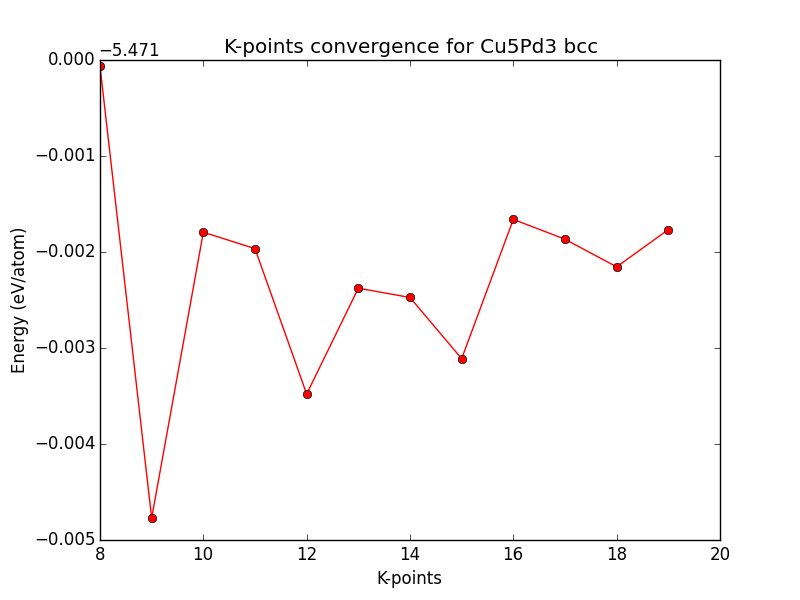 K-points convergence for Cu5Pd3 bcc
−5.471
0.000
−0.001
−0.002
−0.003
−0.004
−0.005
Energy (eV/atom)
8 10 12 14 16 18 20
K-points